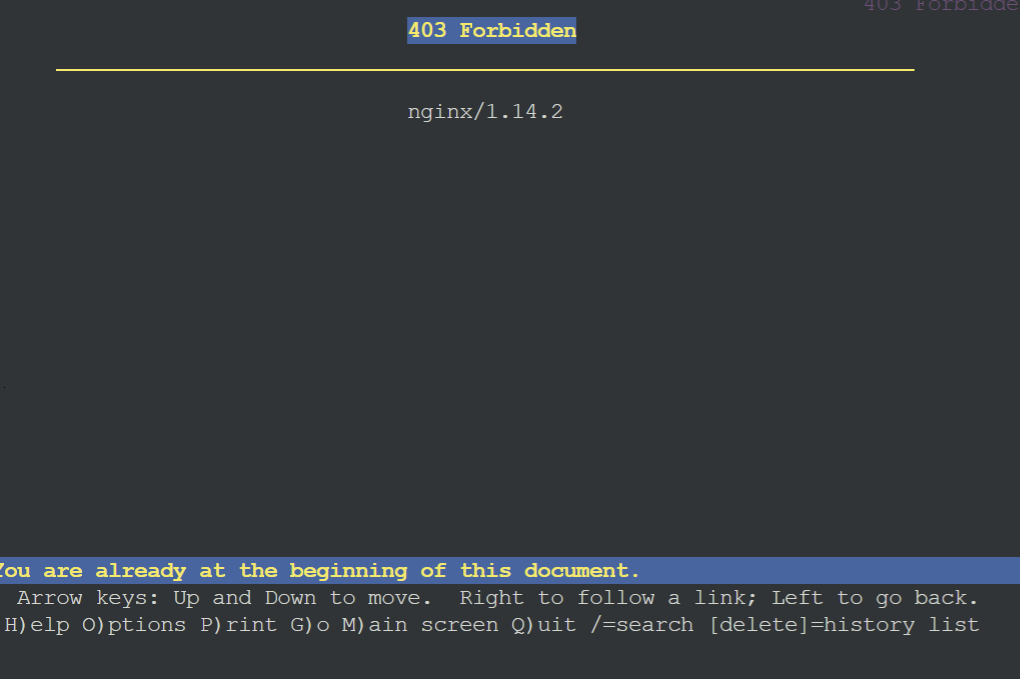 403 Forbidde
403 Forbidden
nginx/1.14.2
You are already at the beginning of this document.
Arrow keys: Up and Down to move.  Right to follow a link; Left to go back.
H)elp O)ptions P)rint G)o M)ain screen Q)uit /=search [delete]=history list